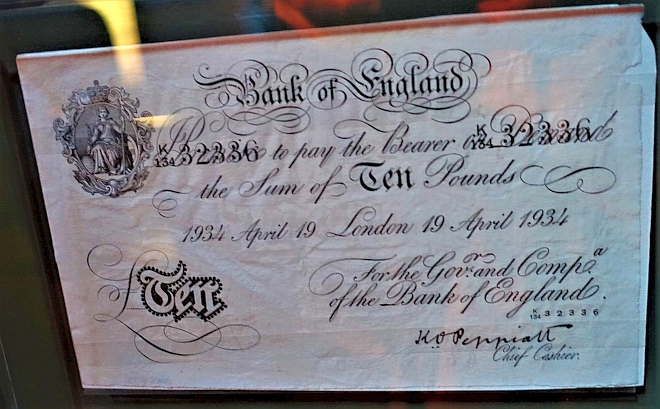 Bank of England
K 134 32336 to pay the Bearer on Demand K 134 32336
the Sum of Ten Pounds
1934 April 19 London 19 April 1934
£Ten
For the Govr. and Compa.
of the Bank of England.
K 134 32336
K.O Peppiatt
Chief Cashier.